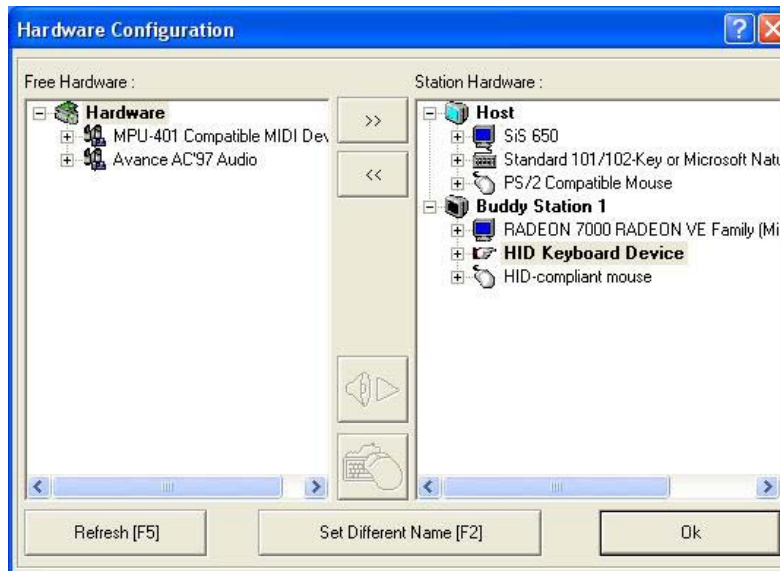 Hardware Configuration
Free Hardware :
Hardware
MPU-401 Compatible MIDI Dev
Avance AC'97 Audio
>>
<<
Station Hardware :
Host
SiS 650
Standard 101/102-Key or Microsoft Natu
PS/2 Compatible Mouse
Buddy Station 1
RADEON 7000 RADEON VE Family (Mi
HID Keyboard Device
HID-compliant mouse
Refresh [F5]
Set Different Name [F2]
Ok